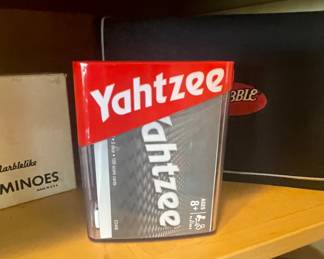 Yahtzee
Yahtzee
Marblelike
MINOES
BBLE
AGES
8+